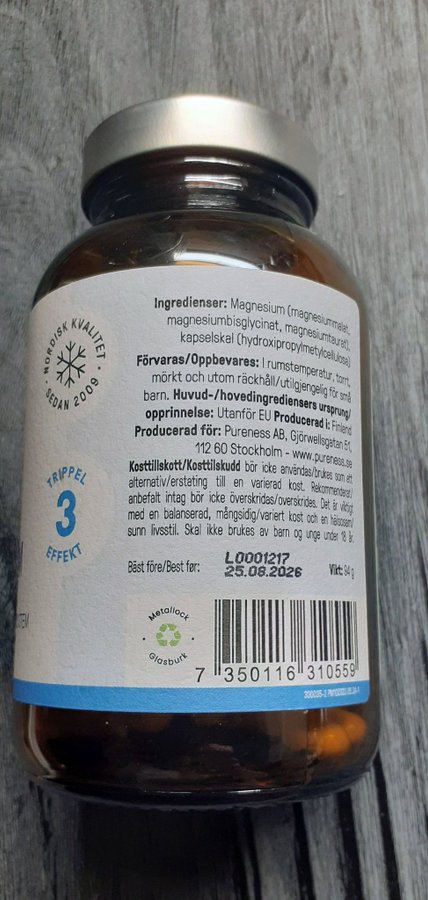 NORDISK KVALITET
SEDAN 2009
TRIPPEL
3
EFFEKT
Ingredienser: Magnesium (magnesiummalat,
magnesiumbisglycinat, magnesiumtaurat),
kapselskal (hydroxipropylmetylcellulosa)
Förvaras/Oppbevares: I rumstemperatur, torrt,
mörkt och utom räckhåll/utilgjengelig för små
barn. Huvud-/hovedingrediensers ursprung/
opprinnelse: Utanför EU Producerad i: Finland
Producerad för: Pureness AB, Gjörwellsgatan
112 60 Stockholm - www.pureness.se
Kosttillskott/Kosttilskudd bör icke användas/brukes som ett
alternativ/erstating till en varierad kost. Rekommenderat/
anbefalt intag bör icke överskridas/overskrides. Det är viktigt
med en balanserad, mångsidig/variert kost och en hälsosam/
sunn livsstil. Skal ikke brukes av barn og unge under 18 år.
Bäst före/Best før:
L0001217
25.08.2026
Vikt: 94 g
Metallock
Glasburk
7 350116 310559